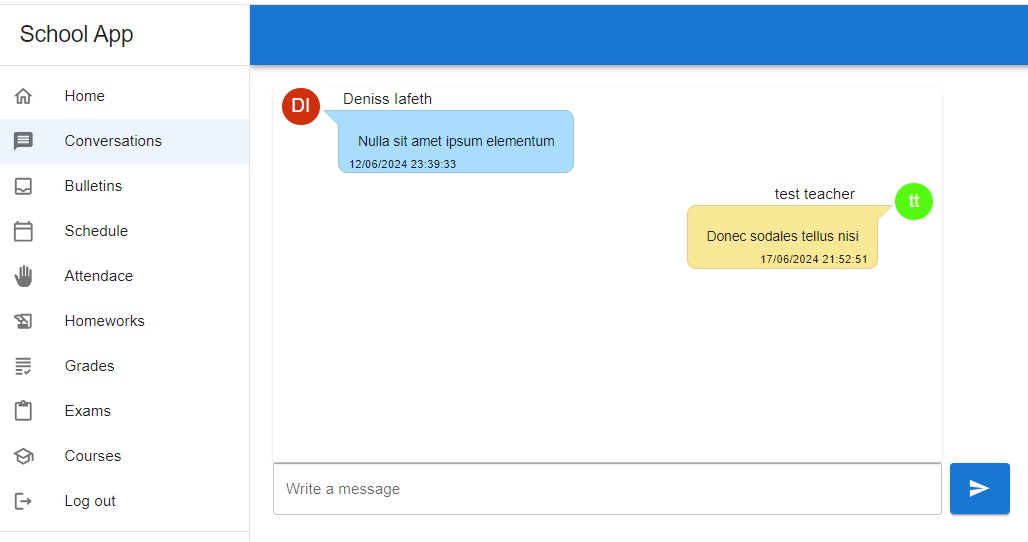 School App
Home
Conversations
Bulletins
Schedule
Attendace
Homeworks
Grades
Exams
Courses
Log out
DI
Deniss Iafeth
Nulla sit amet ipsum elementum
12/06/2024 23:39:33
test teacher
tt
Donec sodales tellus nisi
17/06/2024 21:52:51
Write a message